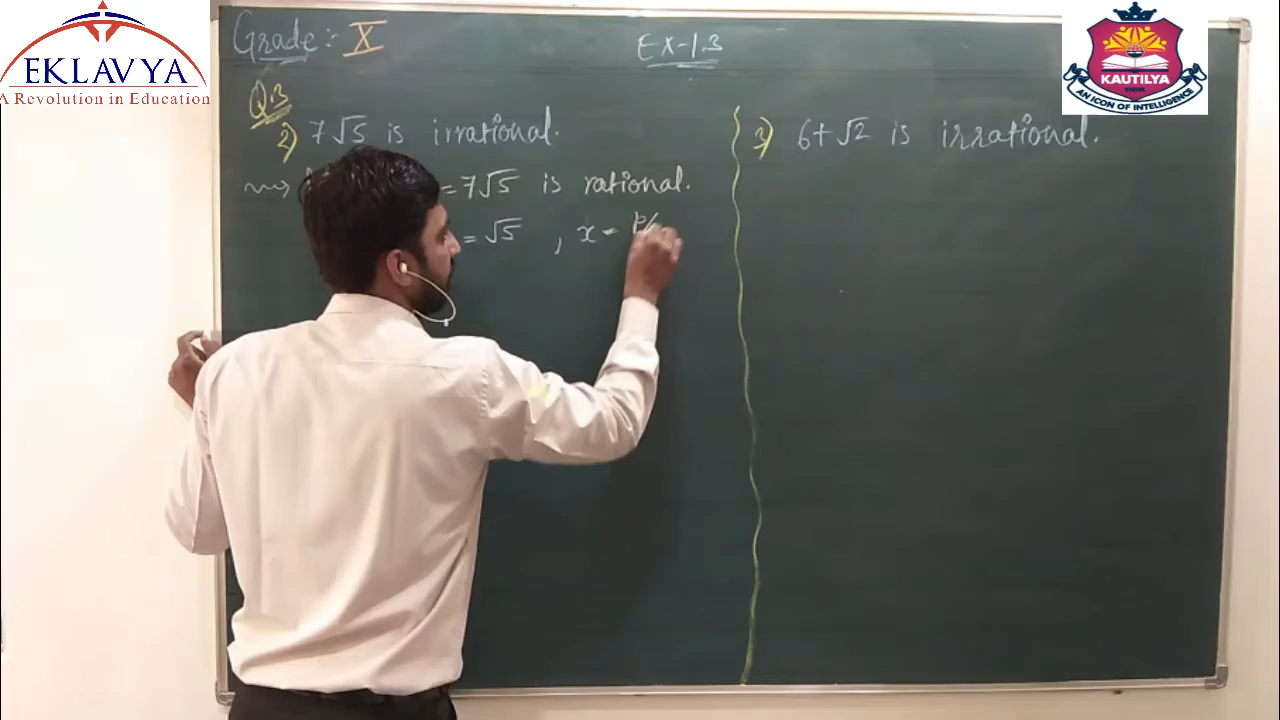 EKLAVYA
A Revolution in Education
Grade:- X
Ex-1.3
KAUTILYA
AN ICON OF INTELLIGENCE
Q.3
2) 7√5 is irrational.
= 7√5 is rational.
= √5 , x = P/
3) 6+√2 is irrational.